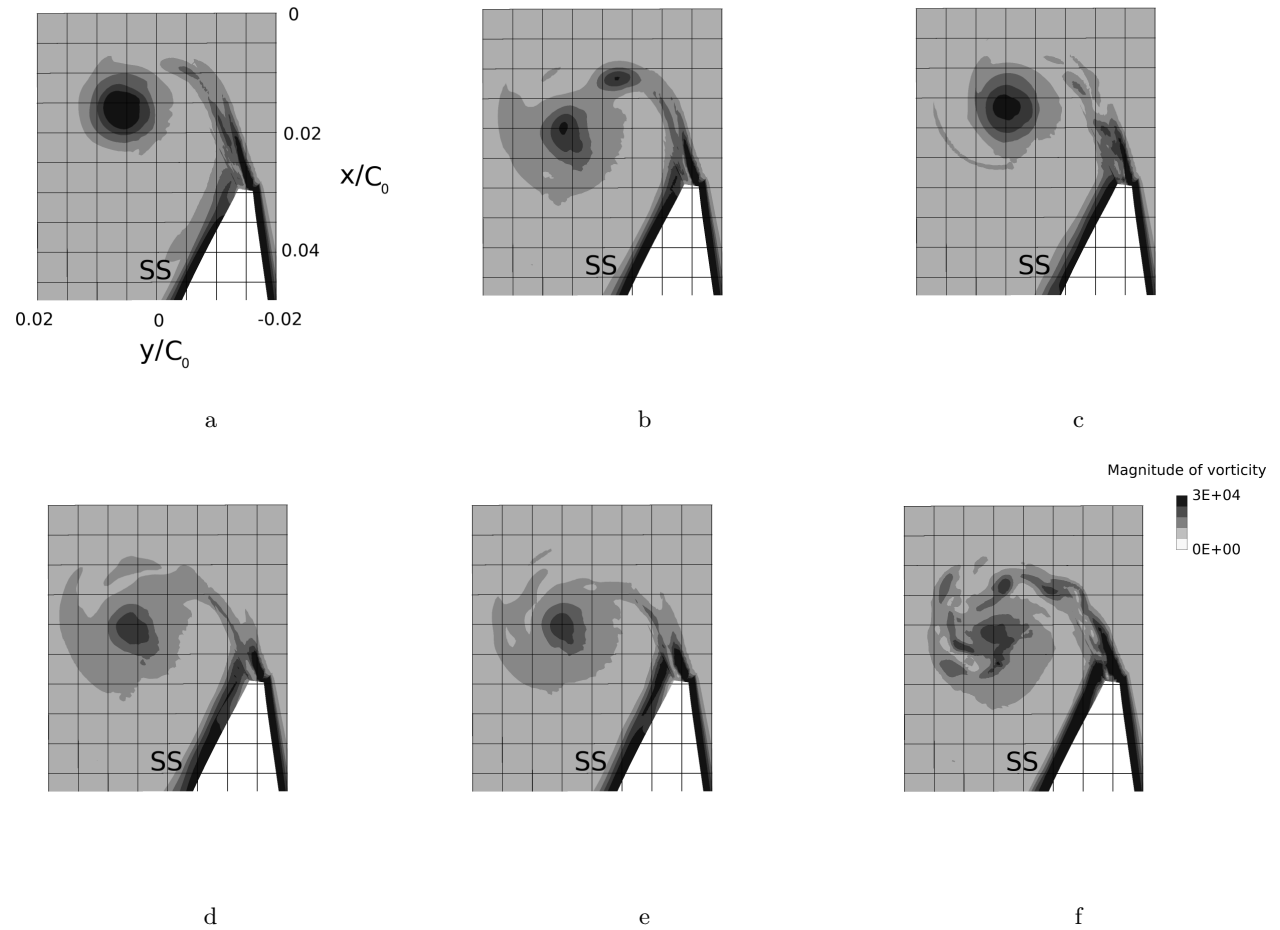 0
0.02
x/C0
0.04
SS
SS
SS
0.02 0 -0.02
y/C0
a b c
Magnitude of vorticity
3E+04
0E+00
SS
SS
SS
d e f